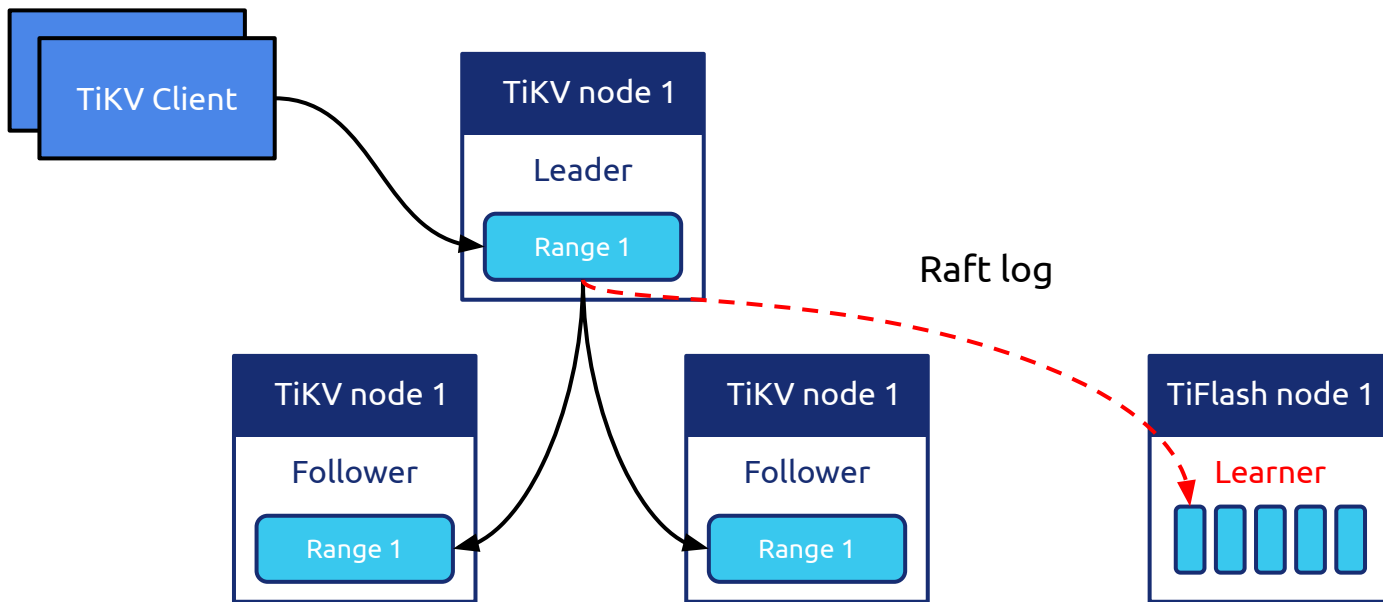 TiKV Client
TiKV node 1
Leader
Range 1
Raft log
TiKV node 1
Follower
Range 1
TiKV node 1
Follower
Range 1
TiFlash node 1
Learner